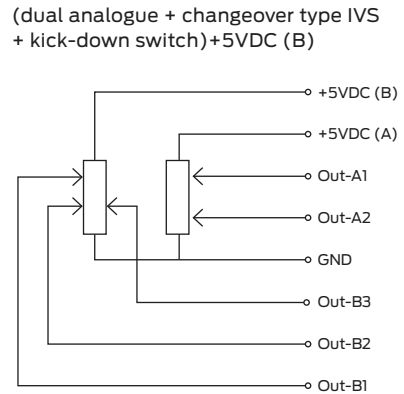 (dual analogue + changeover type IVS
+ kick-down switch)+5VDC (B)
+5VDC (B)
+5VDC (A)
Out-A1
Out-A2
GND
Out-B3
Out-B2
Out-B1